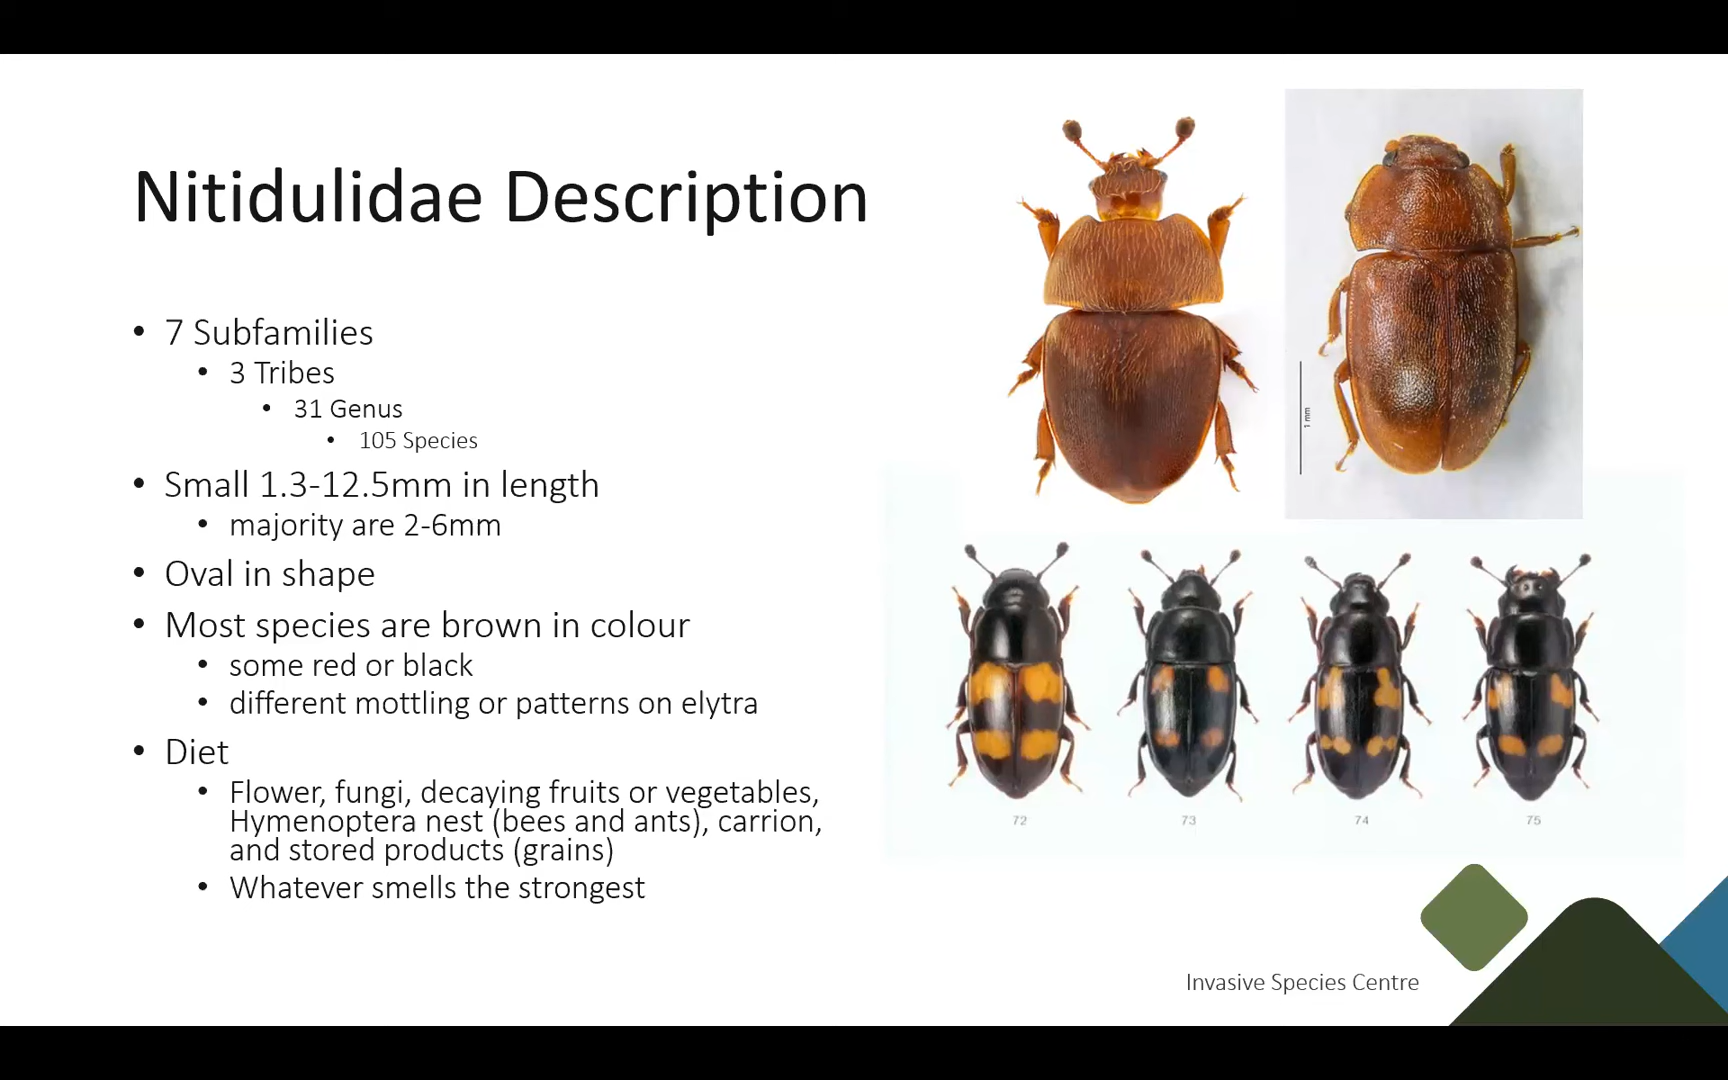 Nitidulidae Description
• 7 Subfamilies
• 3 Tribes
• 31 Genus
• 105 Species
• Small 1.3-12.5mm in length
• majority are 2-6mm
• Oval in shape
• Most species are brown in colour
• some red or black
• different mottling or patterns on elytra
• Diet
• Flower, fungi, decaying fruits or vegetables,
Hymenoptera nest (bees and ants), carrion,
and stored products (grains)
• Whatever smells the strongest
1 mm
72
73
74
75
Invasive Species Centre